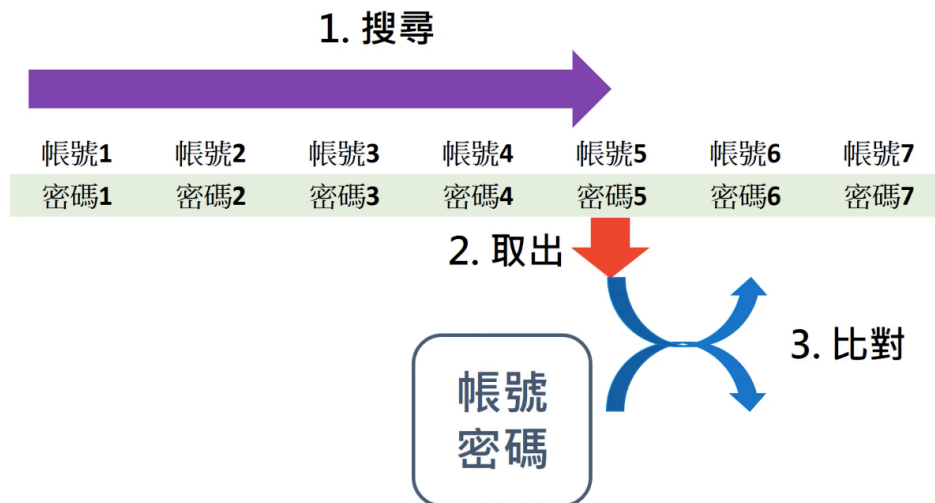 1. 搜尋
帳號1 帳號2 帳號3 帳號4 帳號5 帳號6 帳號7
密碼1 密碼2 密碼3 密碼4 密碼5 密碼6 密碼7
2. 取出
3. 比對
帳號
密碼